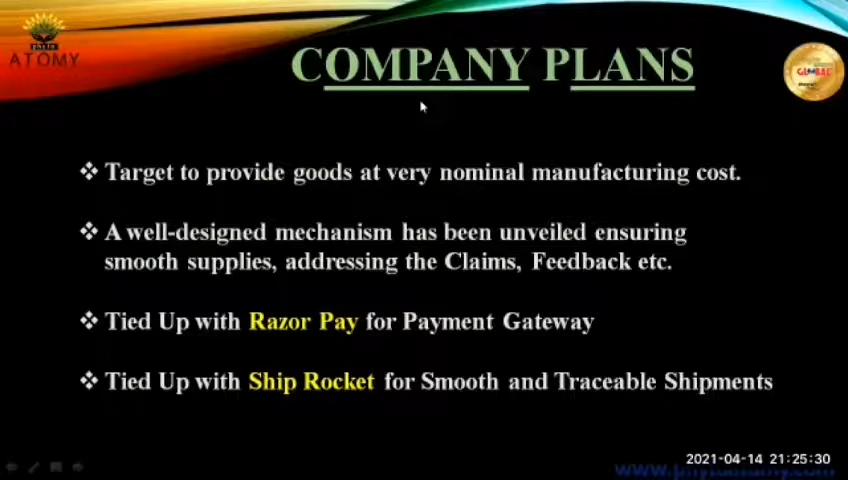 PHYTO
ATOMY
COMPANY PLANS
GLOBAL
❖ Target to provide goods at very nominal manufacturing cost.
❖ A well-designed mechanism has been unveiled ensuring
smooth supplies, addressing the Claims, Feedback etc.
❖ Tied Up with Razor Pay for Payment Gateway
❖ Tied Up with Ship Rocket for Smooth and Traceable Shipments
2021-04-14 21:25:30